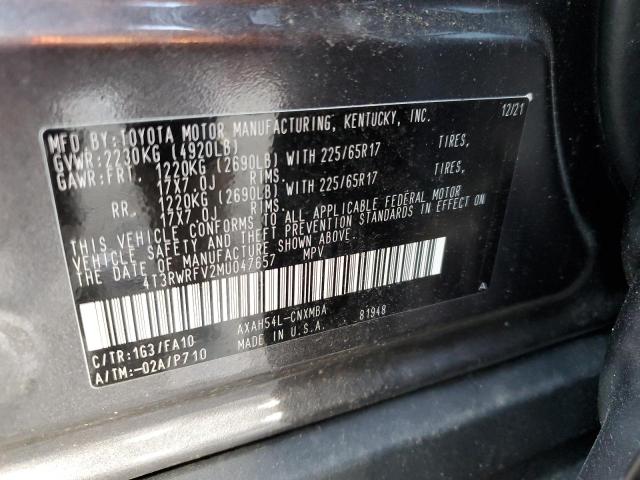 MFD. BY:TOYOTA MOTOR MANUFACTURING, KENTUCKY, INC. 12/21
GVWR:2230KG (4920LB)
GAWR:FRT. 1220KG (2690LB) WITH 225/65R17 TIRES,
17X7.0J RIMS.
RR. 1220KG (2690LB) WITH 225/65R17 TIRES,
17X7.0J RIMS.
THIS VEHICLE CONFORMS TO ALL APPLICABLE FEDERAL MOTOR
VEHICLE SAFETY AND THEFT PREVENTION STANDARDS IN EFFECT ON
THE DATE OF MANUFACTURE SHOWN ABOVE.
4T3RWRFV2MU047657 MPV
A
C/TR:1G3/FA10 AXAH54L-CNXMBA 81948
A/TM:-02A/P710 MADE IN U.S.A.